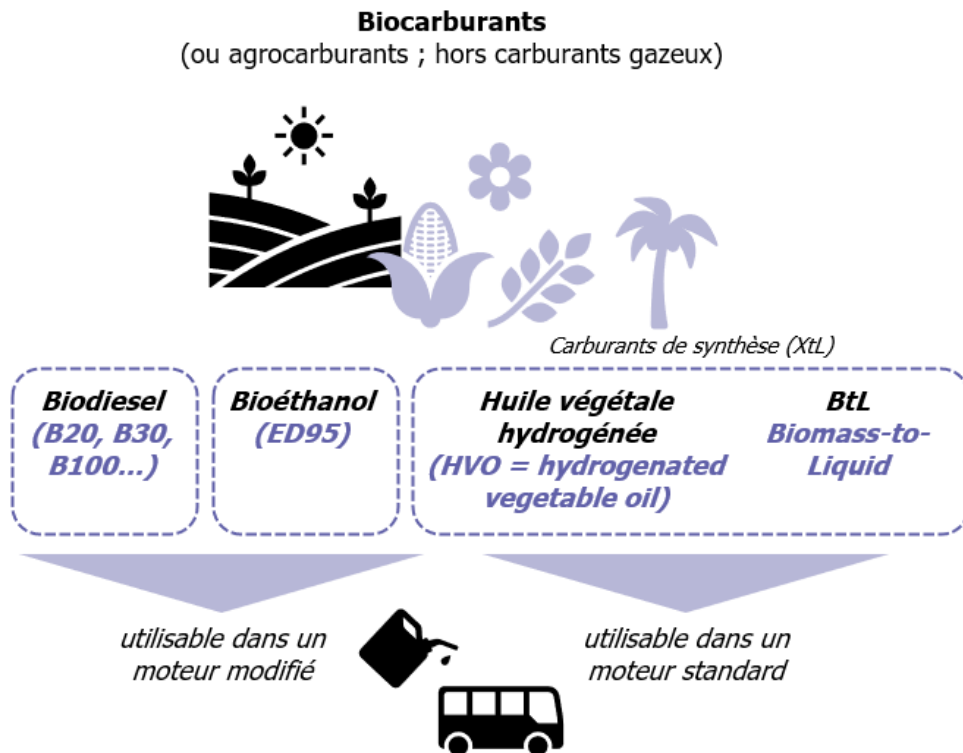 Biocarburants
(ou agrocarburants ; hors carburants gazeux)
Carburants de synthèse (XtL)
Biodiesel
(B20, B30,
B100...)
Bioéthanol
(ED95)
Huile végétale
hydrogénée
(HVO = hydrogenated
vegetable oil)
BtL
Biomass-to-
Liquid
utilisable dans un
moteur modifié
utilisable dans un
moteur standard